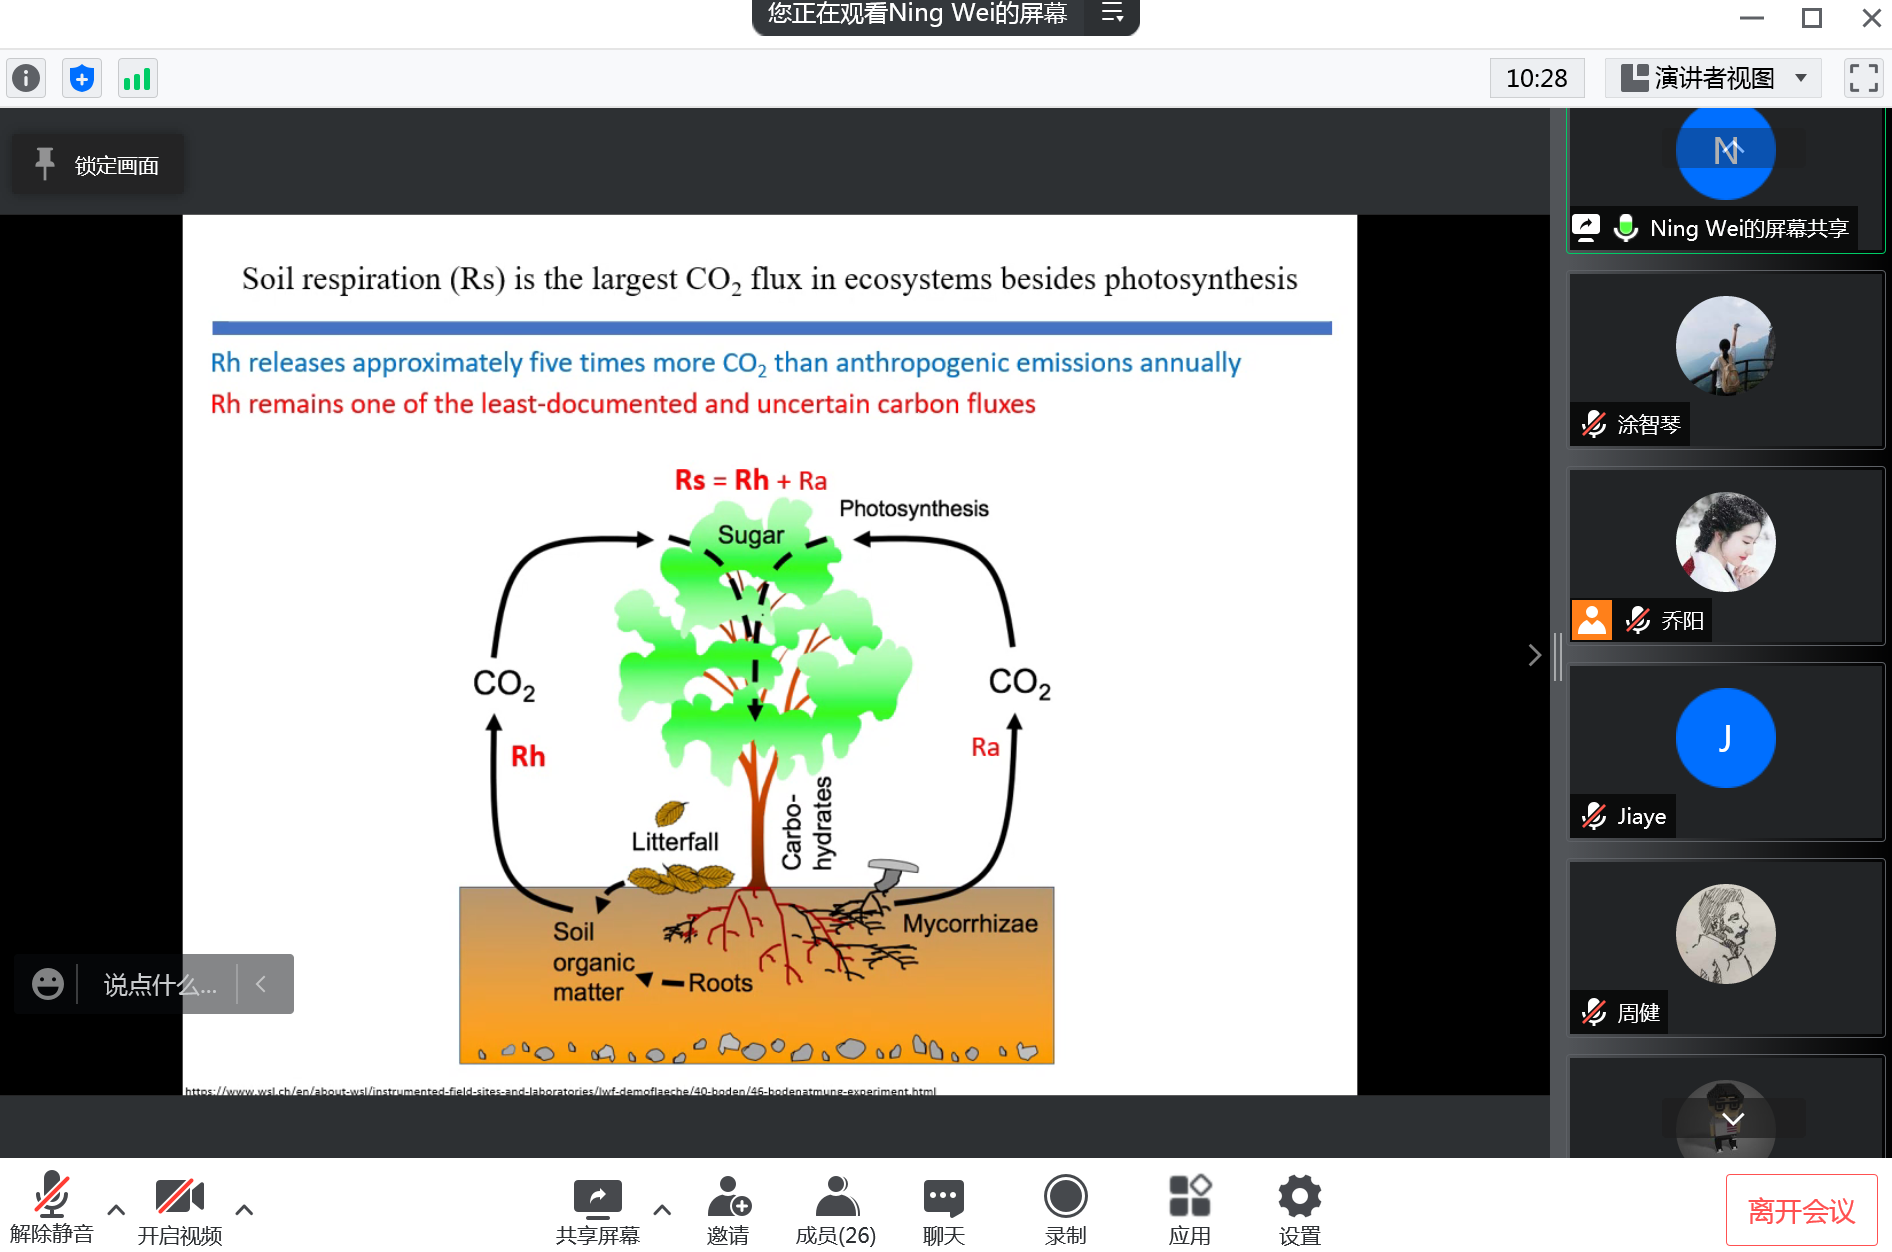 您正在观看Ning Wei的屏幕
10:28
演讲者视图
锁定画面
N
Ning Wei的屏幕共享
Soil respiration (Rs) is the largest CO₂ flux in ecosystems besides photosynthesis
Rh releases approximately five times more CO₂ than anthropogenic emissions annually
Rh remains one of the least-documented and uncertain carbon fluxes
涂智琴
Rs = Rh + Ra
Photosynthesis
Sugar
乔阳
CO₂
CO₂
Rh
Ra
J
Jiaye
Carbo-
hydrates
Litterfall
Mycorrhizae
Soil
organic
matter
Roots
说点什么...
周健
https://www.wsl.ch/en/about-wsl/instrumented-field-sites-and-laboratories/lwf-demoflaeche/40-boden/46-bodenatmung-experiment.html
解除静音
开启视频
共享屏幕
邀请
成员(26)
聊天
录制
应用
设置
离开会议